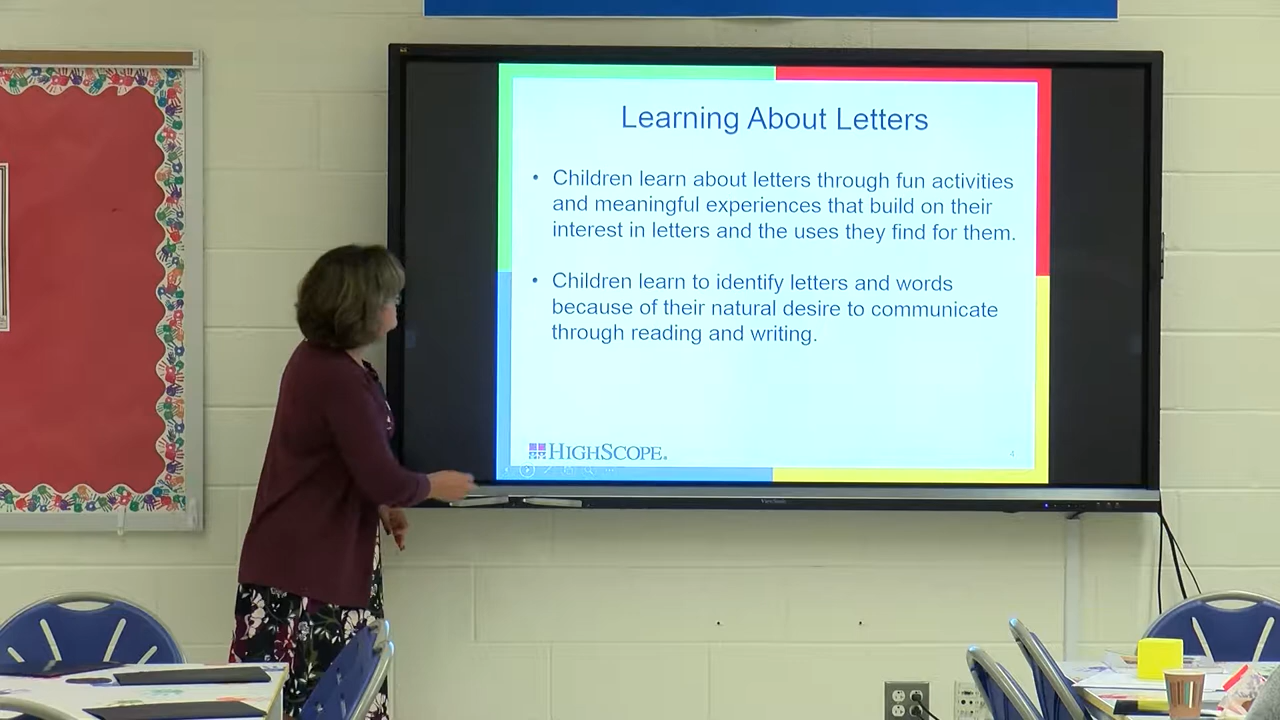 Learning About Letters
• Children learn about letters through fun activities
and meaningful experiences that build on their
interest in letters and the uses they find for them.
• Children learn to identify letters and words
because of their natural desire to communicate
through reading and writing.
HIGHSCOPE.
4
ViewSonic